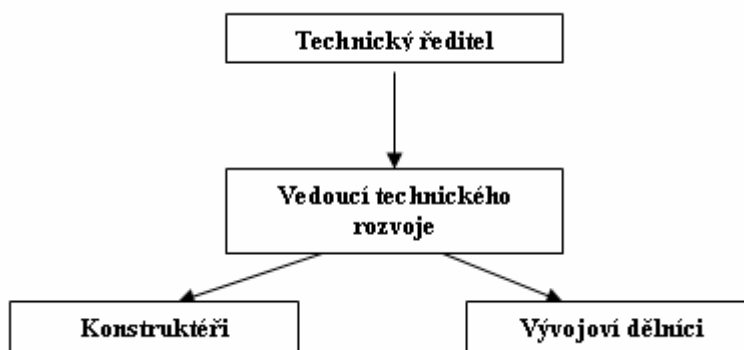 Technický ředitel
Vedoucí technického
rozvoje
Konstruktéři
Vývojoví dělníci